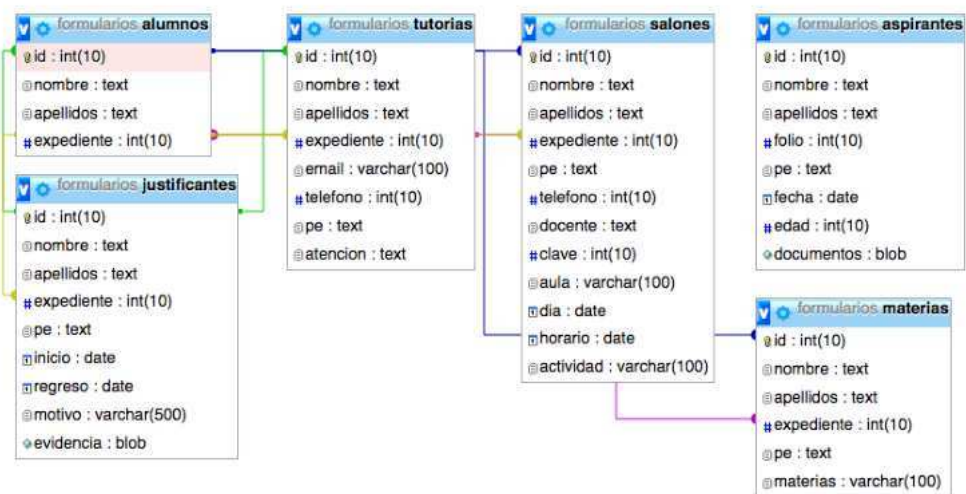 formularios alumnos
id : int(10)
nombre : text
apellidos : text
expediente : int(10)
formularios justificantes
id : int(10)
nombre : text
apellidos : text
expediente : int(10)
pe : text
inicio : date
regreso : date
motivo : varchar(500)
evidencia : blob
formularios tutorias
id : int(10)
nombre : text
apellidos : text
expediente : int(10)
email : varchar(100)
telefono : int(10)
pe : text
atencion : text
formularios salones
id : int(10)
nombre : text
apellidos : text
expediente : int(10)
pe : text
telefono : int(10)
docente : text
clave : int(10)
aula : varchar(100)
dia : date
horario : date
actividad : varchar(100)
formularios aspirantes
id : int(10)
nombre : text
apellidos : text
folio : int(10)
pe : text
fecha : date
edad : int(10)
documentos : blob
formularios materias
id : int(10)
nombre : text
apellidos : text
expediente : int(10)
pe : text
materias : varchar(100)